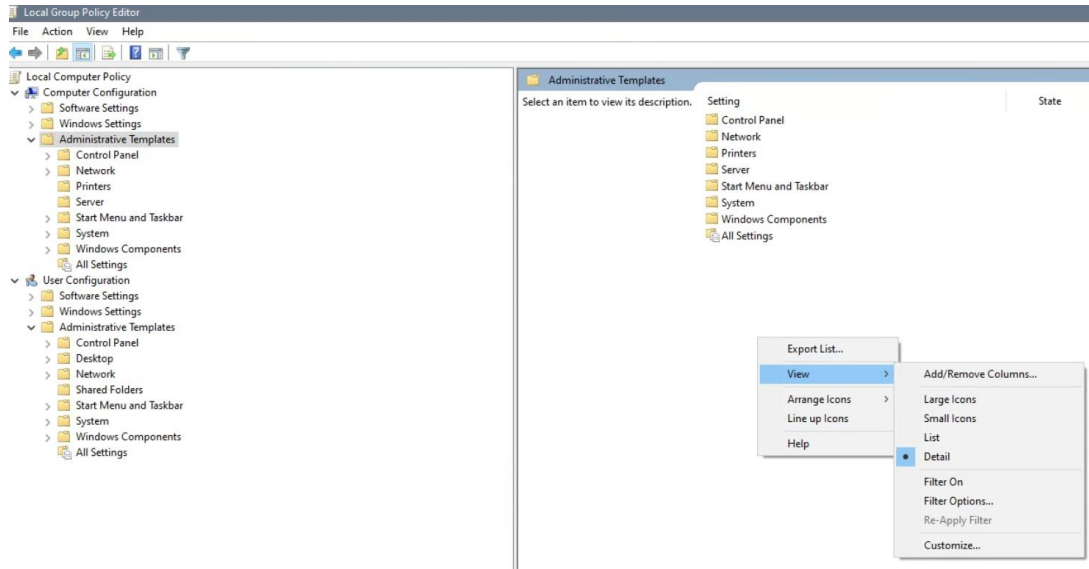 Local Group Policy Editor
File Action View Help
Local Computer Policy
Computer Configuration
Software Settings
Windows Settings
Administrative Templates
Control Panel
Network
Printers
Server
Start Menu and Taskbar
System
Windows Components
All Settings
User Configuration
Software Settings
Windows Settings
Administrative Templates
Control Panel
Desktop
Network
Shared Folders
Start Menu and Taskbar
System
Windows Components
All Settings
Administrative Templates
Select an item to view its description.
Setting State
Control Panel
Network
Printers
Server
Start Menu and Taskbar
System
Windows Components
All Settings
Export List...
View
Arrange Icons
Line up Icons
Help
Add/Remove Columns...
Large Icons
Small Icons
List
Detail
Filter On
Filter Options...
Re-Apply Filter
Customize...